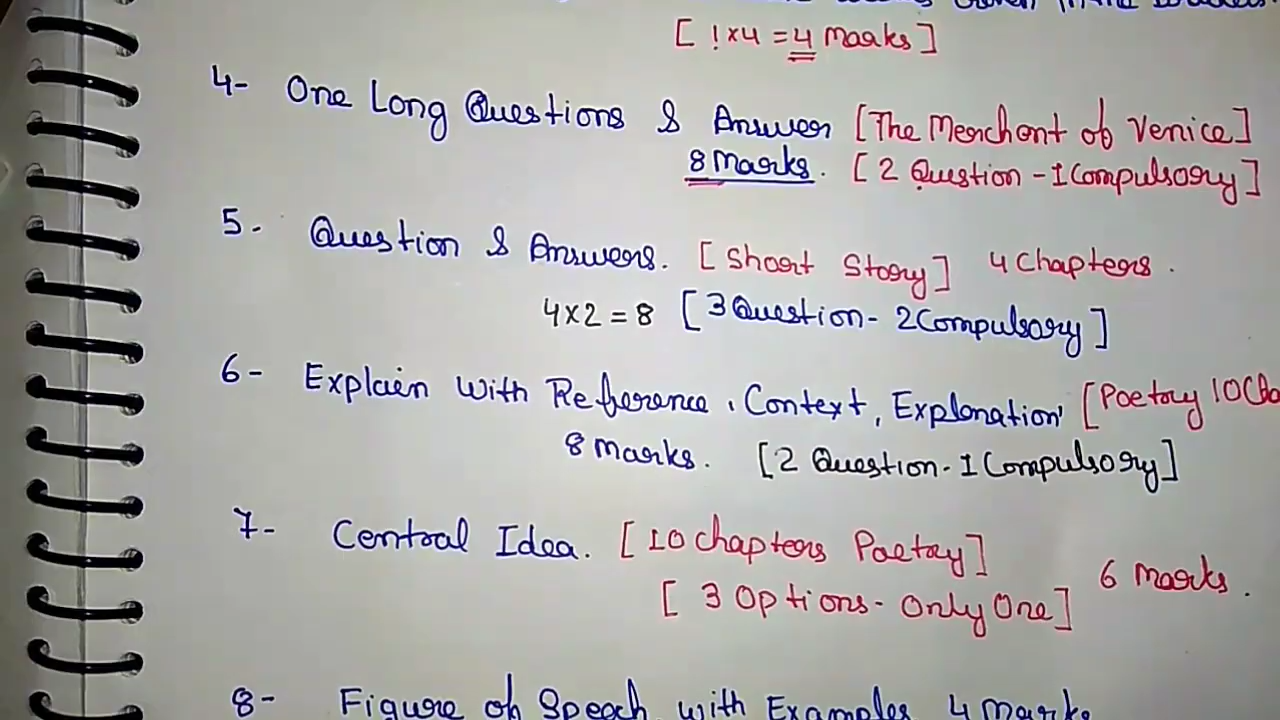 [ 1x4 = 4 Marks ]
4- One Long Questions & Answer [The Merchant of Venice]
8 Marks. [ 2 Question - 1 Compulsory ]
5- Question & Answers. [ Short Story ] 4 Chapters.
4x2 = 8 [ 3 Question - 2 Compulsory ]
6- Explain With Reference, Context, Explanation [Poetry 10
8 Marks. [2 Question - 1 Compulsory]
7- Central Idea. [ 10 Chapters Poetry ]
[ 3 Options - Only One ] 6 Marks.
8- Figure of Speech with Examples 4 Marks